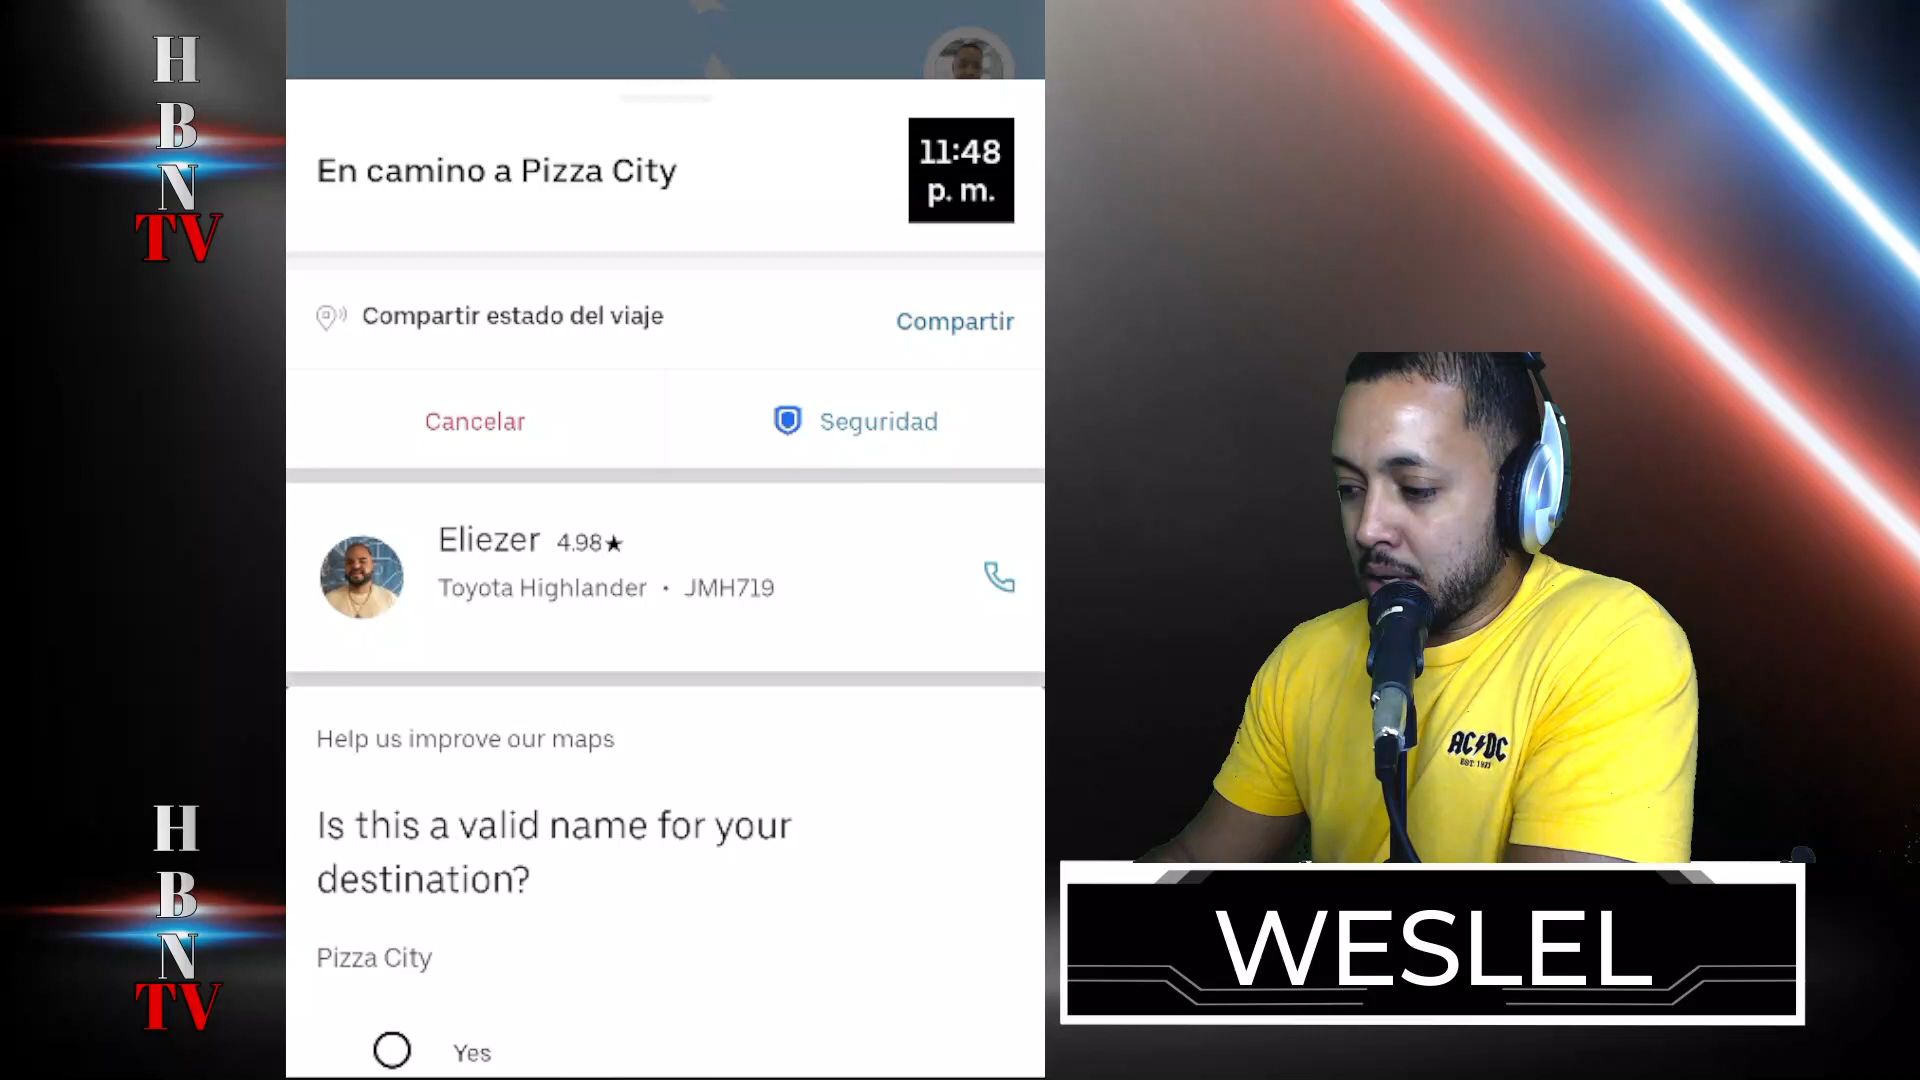 H
B
N
TV
En camino a Pizza City
11:48
p. m.
Compartir estado del viaje
Compartir
Cancelar
Seguridad
Eliezer 4.98★
Toyota Highlander • JMH719
Help us improve our maps
Is this a valid name for your
destination?
Pizza City
Yes
H
B
N
TV
AC⚡DC
EST. 1973
WESLEL